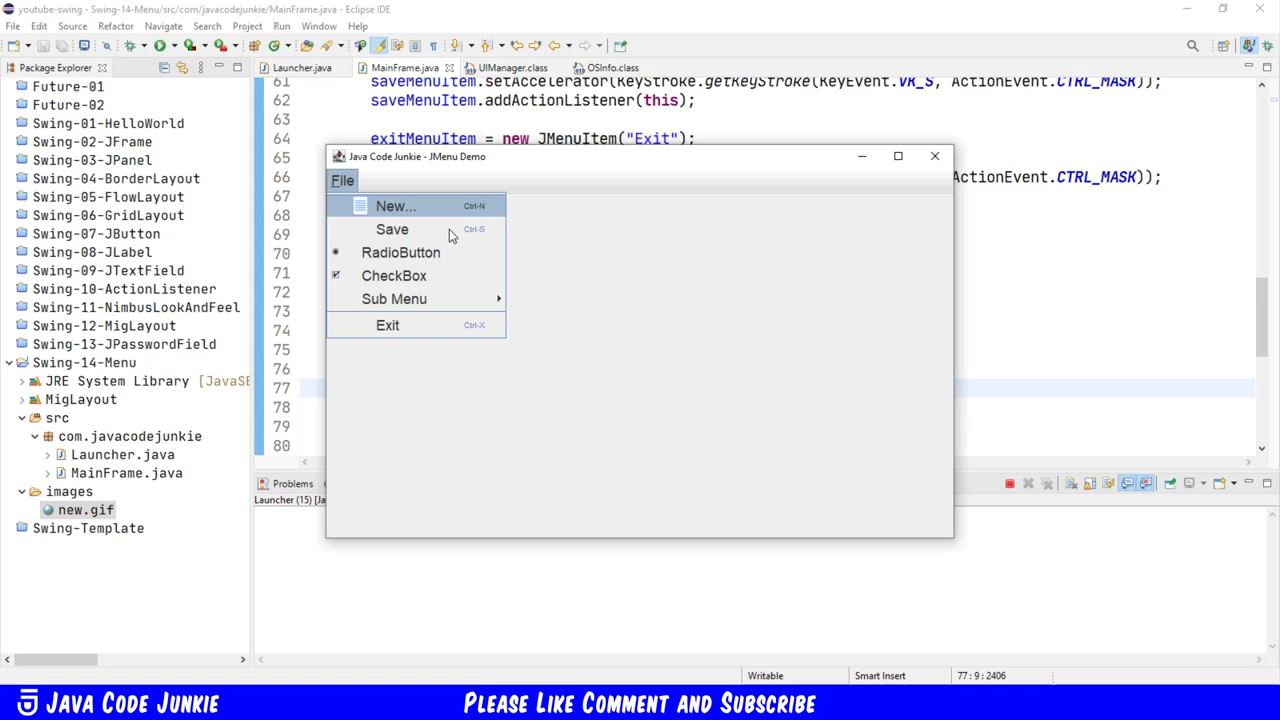 youtube-swing - Swing-14-Menu/src/com/javacodejunkie/MainFrame.java - Eclipse IDE
File Edit Source Refactor Navigate Search Project Run Window Help
Package Explorer
Launcher.java MainFrame.java UIManager.class OSInfo.class
Future-01
Future-02
Swing-01-HelloWorld
Swing-02-JFrame
Swing-03-JPanel
Swing-04-BorderLayout
Swing-05-FlowLayout
Swing-06-GridLayout
Swing-07-JButton
Swing-08-JLabel
Swing-09-JTextField
Swing-10-ActionListener
Swing-11-NimbusLookAndFeel
Swing-12-MigLayout
Swing-13-JPasswordField
Swing-14-Menu
JRE System Library [JavaSE
MigLayout
src
com.javacodejunkie
Launcher.java
MainFrame.java
images
new.gif
Swing-Template
61 saveMenuItem.setAccelerator(KeyStroke.getKeyStroke(KeyEvent.VK_S, ActionEvent.CTRL_MASK));
62 saveMenuItem.addActionListener(this);
63
64 exitMenuItem = new JMenuItem("Exit");
65
66 ActionEvent.CTRL_MASK));
67
68
69
70
71
72
73
74
75
76
77
78
79
80
Java Code Junkie - JMenu Demo
File
New... Ctrl-N
Save Ctrl-S
RadioButton
CheckBox
Sub Menu
Exit Ctrl-X
Problems
Launcher (15) [Ja
Writable Smart Insert 77 : 9 : 2406
JAVA CODE JUNKIE PLEASE LIKE COMMENT AND SUBSCRIBE